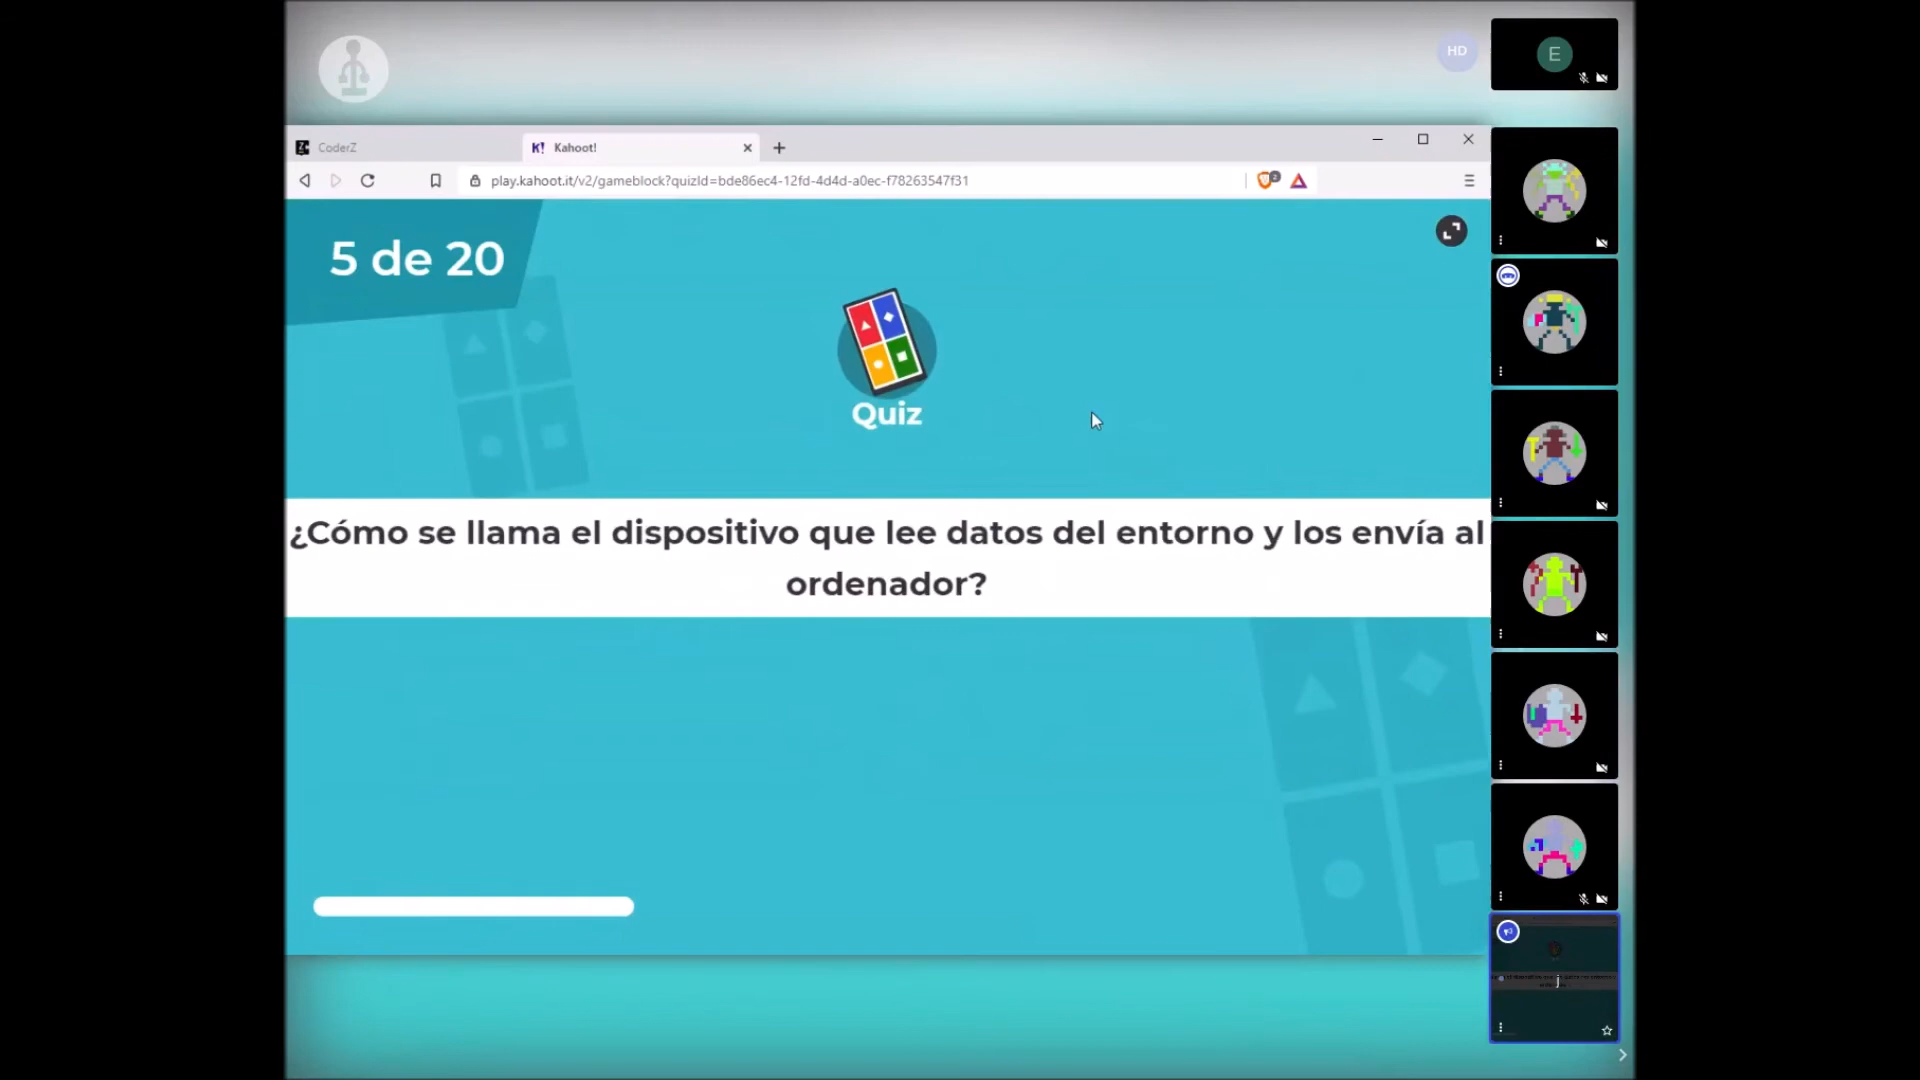 HD
E
CoderZ
K! Kahoot!
play.kahoot.it/v2/gameblock?quizId=bde86ec4-12fd-4d4d-a0ec-f78263547f31
2
5 de 20
Quiz
¿Cómo se llama el dispositivo que lee datos del entorno y los envía al
ordenador?
j